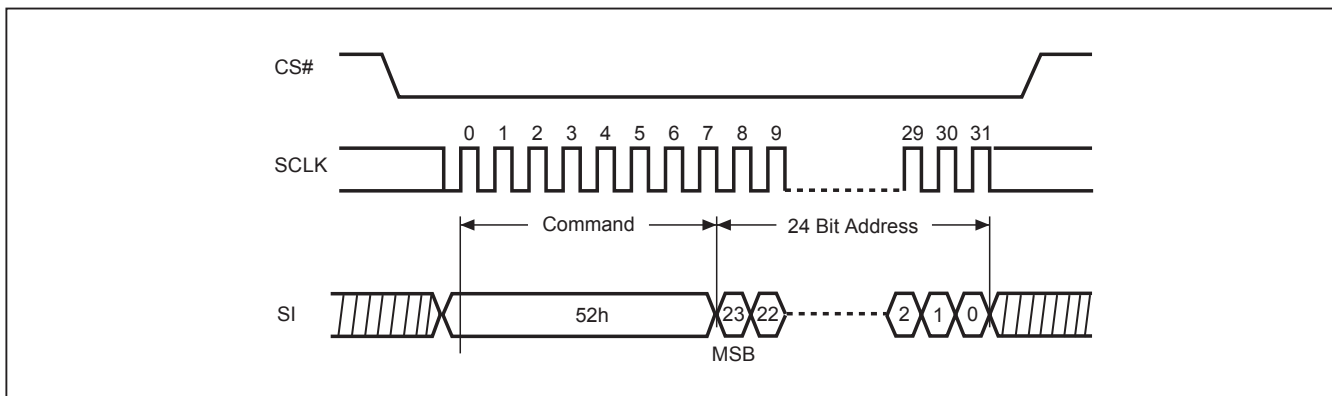 CS#
0 1 2 3 4 5 6 7 8 9 29 30 31
SCLK
Command 24 Bit Address
SI 52h 23 22 2 1 0
MSB